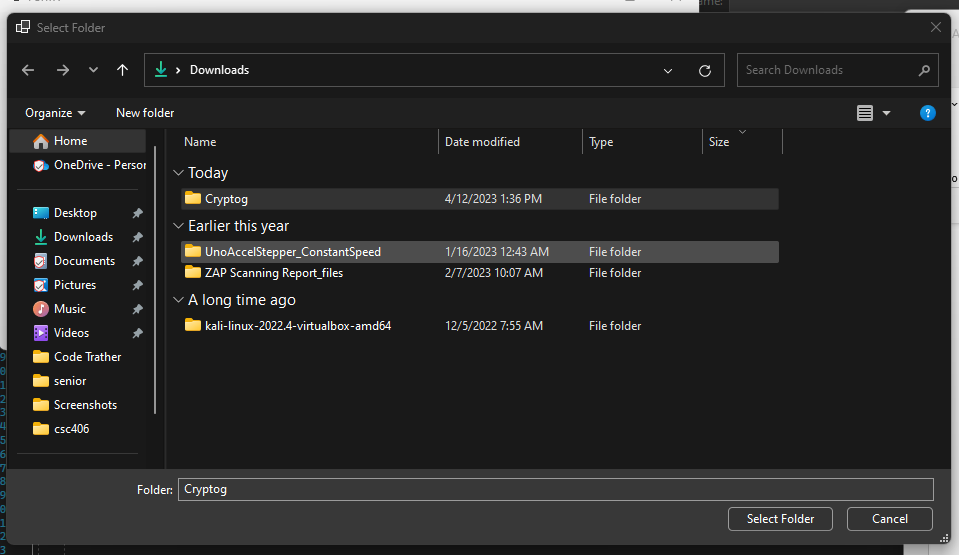 Select Folder
Downloads
Search Downloads
Organize
New folder
Name Date modified Type Size
Home
OneDrive - Person
Desktop
Downloads
Documents
Pictures
Music
Videos
Code Trather
senior
Screenshots
csc406
Today
Cryptog 4/12/2023 1:36 PM File folder
Earlier this year
UnoAccelStepper_ConstantSpeed 1/16/2023 12:43 AM File folder
ZAP Scanning Report_files 2/7/2023 10:07 AM File folder
A long time ago
kali-linux-2022.4-virtualbox-amd64 12/5/2022 7:55 AM File folder
Folder: Cryptog
Select Folder
Cancel